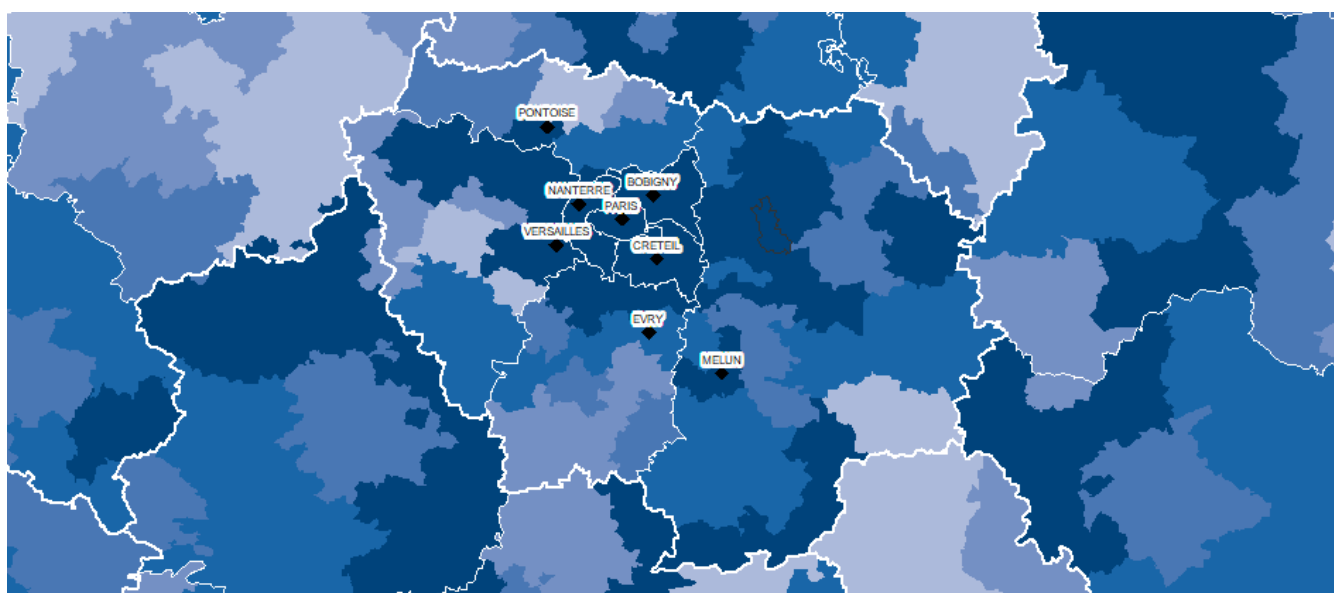 PONTOISE
BOBIGNY
NANTERRE
PARIS
VERSAILLES
CRETEIL
EVRY
MELUN